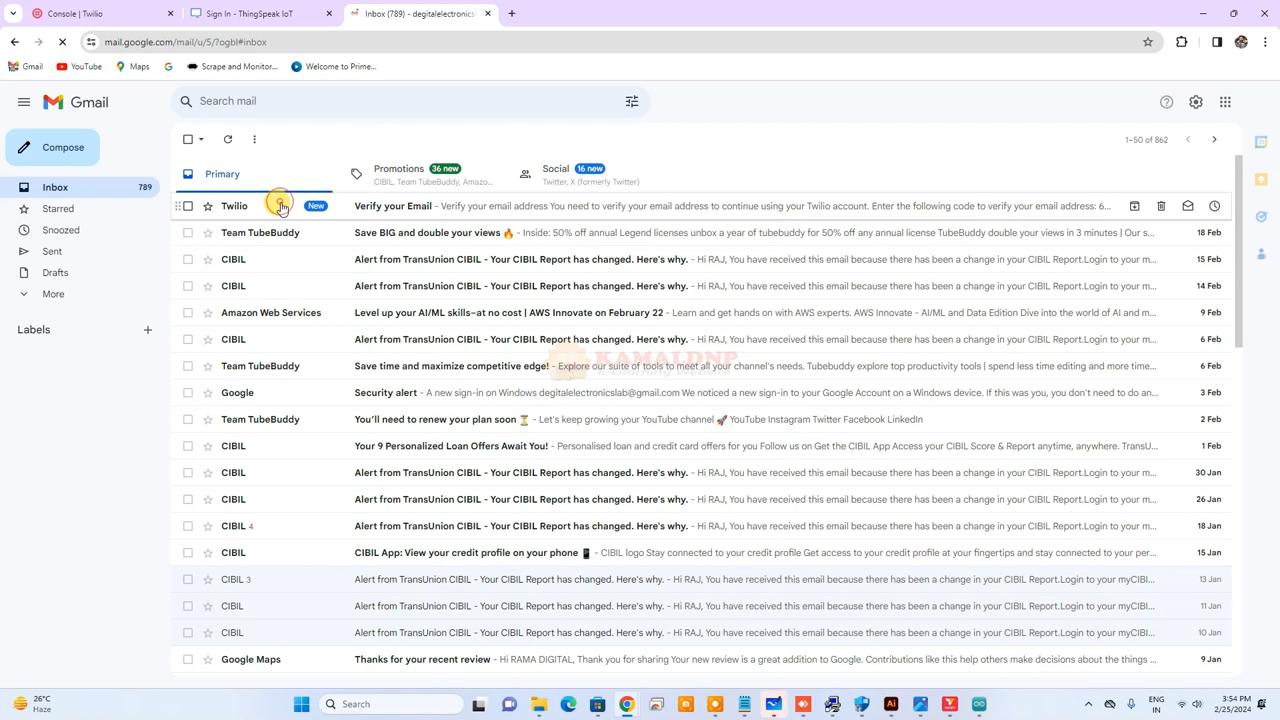 Console | Twilio
Sign In - ThingSpeak IoT
Inbox (789) - degitalelectronics
mail.google.com/mail/u/5/?ogbl#inbox
Gmail
YouTube
Maps
Scrape and Monitor...
Welcome to Prime...
Gmail
Search mail
Compose
1–50 of 862
Primary
Promotions 36 new
CIBIL, Team TubeBuddy, Amazo...
Social 16 new
Twitter, X (formerly Twitter)
Inbox 789
Starred
Snoozed
Sent
Drafts
More
Labels
Twilio New Verify your Email - Verify your email address You need to verify your email address to continue using your Twilio account. Enter the following code to verify your email address: 6...
Team TubeBuddy Save BIG and double your views 🔥 - Inside: 50% off annual Legend licenses unbox a year of tubebuddy for 50% off any annual license TubeBuddy double your views in 3 minutes | Our s... 18 Feb
CIBIL Alert from TransUnion CIBIL - Your CIBIL Report has changed. Here's why. - Hi RAJ, You have received this email because there has been a change in your CIBIL Report.Login to your m... 15 Feb
CIBIL Alert from TransUnion CIBIL - Your CIBIL Report has changed. Here's why. - Hi RAJ, You have received this email because there has been a change in your CIBIL Report.Login to your m... 14 Feb
Amazon Web Services Level up your AI/ML skills–at no cost | AWS Innovate on February 22 - Learn and get hands on with AWS experts. AWS Innovate - AI/ML and Data Edition Dive into the world of AI and m... 9 Feb
CIBIL Alert from TransUnion CIBIL - Your CIBIL Report has changed. Here's why. - Hi RAJ, You have received this email because there has been a change in your CIBIL Report.Login to your m... 6 Feb
KAMALDNP
Team TubeBuddy Save time and maximize competitive edge! - Explore our suite of tools to meet all your channel's needs. Tubebuddy explore top productivity tools | spend less time editing and more time... 6 Feb
Google Security alert - A new sign-in on Windows degitalelectronicslab@gmail.com We noticed a new sign-in to your Google Account on a Windows device. If this was you, you don't need to do an... 3 Feb
Team TubeBuddy You'll need to renew your plan soon ⏳ - Let's keep growing your YouTube channel 🚀 YouTube Instagram Twitter Facebook LinkedIn 2 Feb
CIBIL Your 9 Personalized Loan Offers Await You! - Personalised loan and credit card offers for you Follow us on Get the CIBIL App Access your CIBIL Score & Report anytime, anywhere. TransU... 1 Feb
CIBIL Alert from TransUnion CIBIL - Your CIBIL Report has changed. Here's why. - Hi RAJ, You have received this email because there has been a change in your CIBIL Report.Login to your m... 30 Jan
CIBIL Alert from TransUnion CIBIL - Your CIBIL Report has changed. Here's why. - Hi RAJ, You have received this email because there has been a change in your CIBIL Report.Login to your m... 26 Jan
CIBIL 4 Alert from TransUnion CIBIL - Your CIBIL Report has changed. Here's why. - Hi RAJ, You have received this email because there has been a change in your CIBIL Report.Login to your m... 18 Jan
CIBIL CIBIL App: View your credit profile on your phone 📱 - CIBIL logo Stay connected to your credit profile Get access to your credit profile at your fingertips and stay connected to your per... 15 Jan
CIBIL 3 Alert from TransUnion CIBIL - Your CIBIL Report has changed. Here's why. - Hi RAJ, You have received this email because there has been a change in your CIBIL Report.Login to your myCIBI... 13 Jan
CIBIL Alert from TransUnion CIBIL - Your CIBIL Report has changed. Here's why. - Hi RAJ, You have received this email because there has been a change in your CIBIL Report.Login to your myCIBI... 11 Jan
CIBIL Alert from TransUnion CIBIL - Your CIBIL Report has changed. Here's why. - Hi RAJ, You have received this email because there has been a change in your CIBIL Report.Login to your myCIBI... 10 Jan
Google Maps Thanks for your recent review - Hi RAMA DIGITAL, Thank you for sharing Your new review is a great addition to Google. Contributions like this help others make decisions about the things ... 9 Jan
26°C
Haze
Search
ENG
IN
3:54 PM
2/25/2024